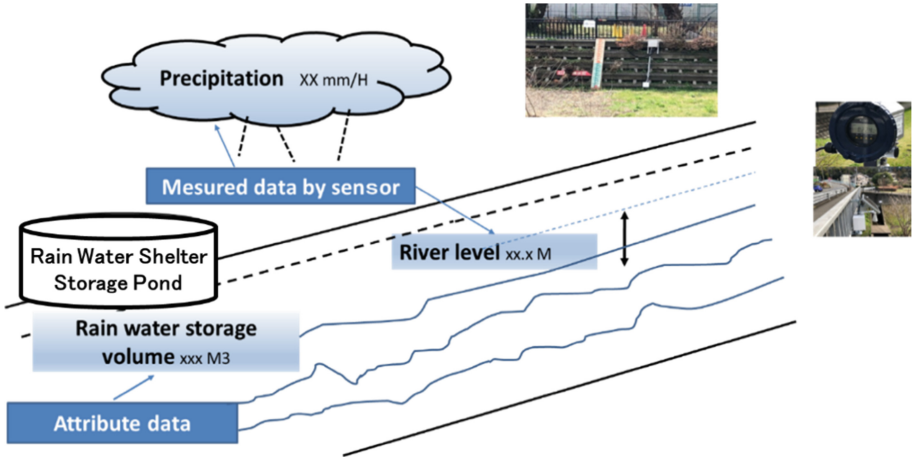 Precipitation XX mm/H
Mesured data by sensor
River level xx.x M
Rain Water Shelter
Storage Pond
Rain water storage
volume xxx M3
Attribute data